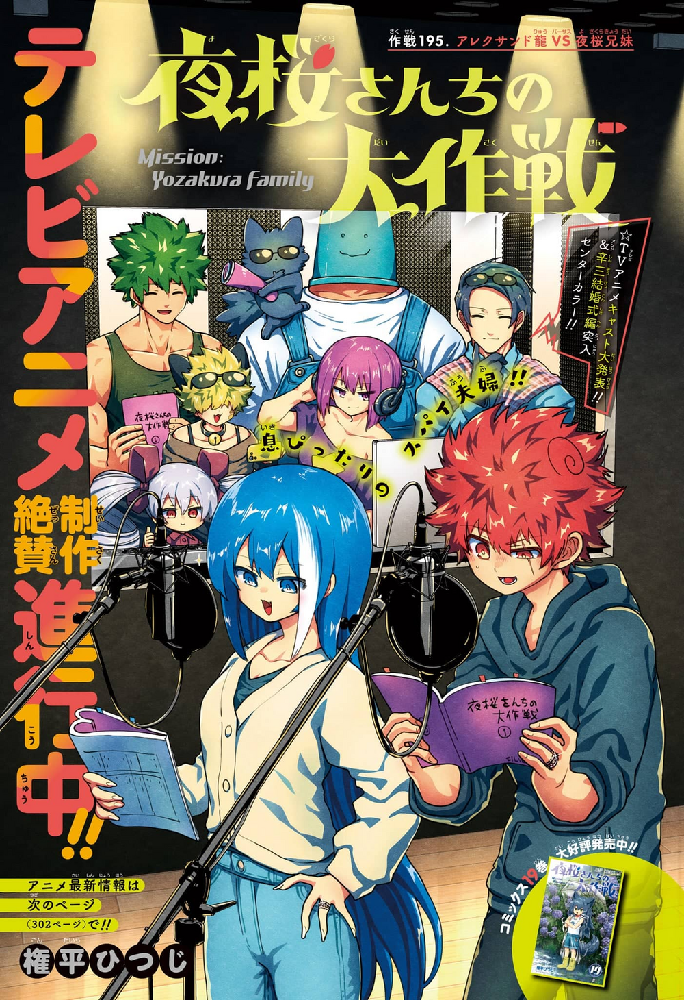 作戦195. アレクサンド龍VS夜桜兄妹
夜桜さんちの
大作戦
Mission:
Yozakura Family
☆TVアニメキャスト大発表!!
&辛三結婚式編突入
センターカラー!!
テレビアニメ
制作
絶賛
進行中!!
息ぴったりの
スパイ夫婦!!
夜桜さんちの
大作戦
①
夜桜さんちの
大作戦
①
アニメ最新情報は
次のページ
(302ページ)で!!
権平ひつじ
コミックス19巻
大好評発売中!!
夜桜さんちの
大作戦
権平ひつじ
19